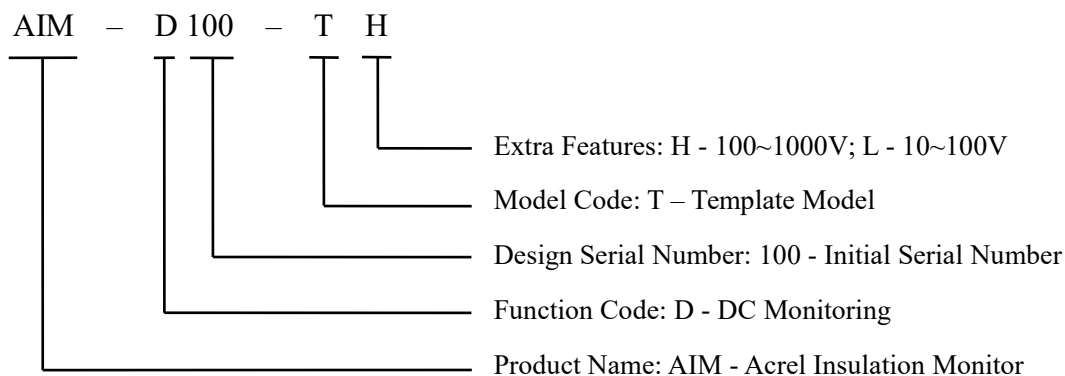 AIM – D 100 – T H
Extra Features: H - 100~1000V; L - 10~100V
Model Code: T – Template Model
Design Serial Number: 100 - Initial Serial Number
Function Code: D - DC Monitoring
Product Name: AIM - Acrel Insulation Monitor